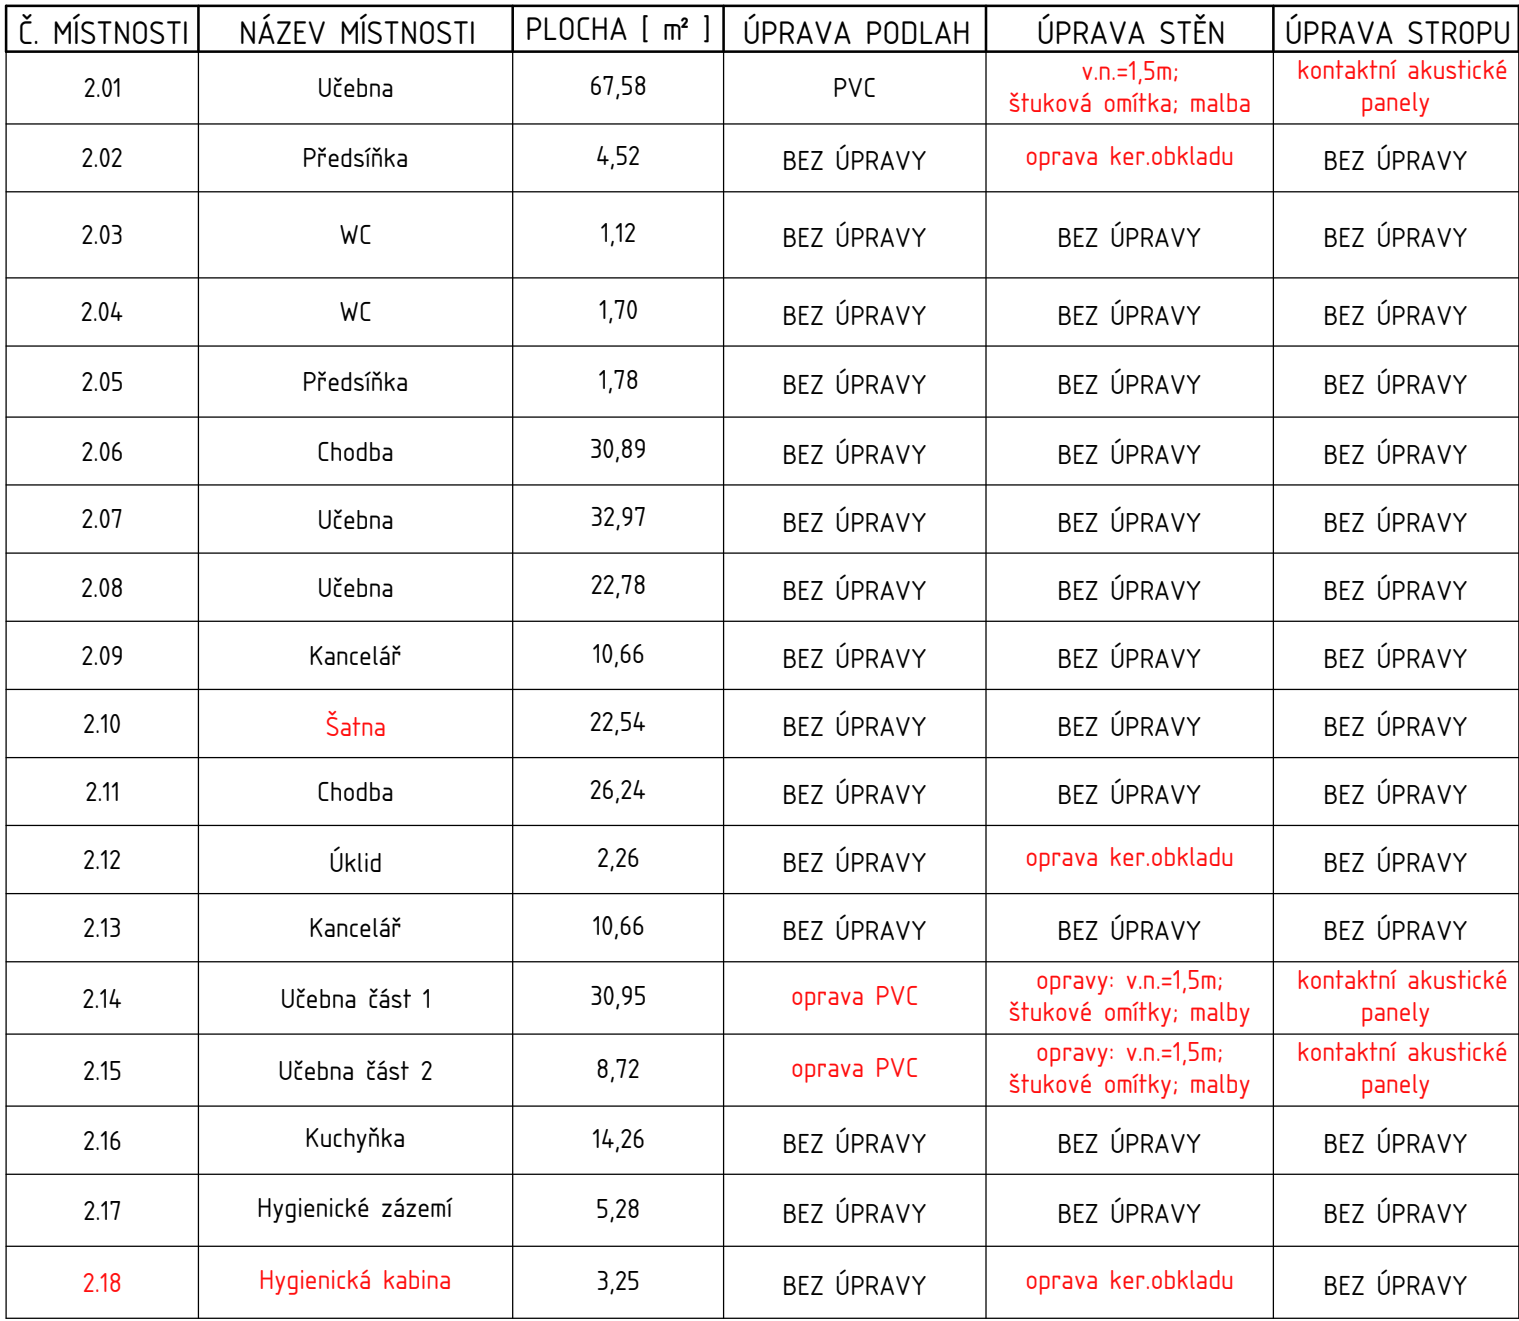 Č. MÍSTNOSTI NÁZEV MÍSTNOSTI PLOCHA [ m² ] ÚPRAVA PODLAH ÚPRAVA STĚN ÚPRAVA STROPU
2.01 Učebna 67,58 PVC v.n.=1,5m; kontaktní akustické
štuková omítka; malba panely
2.02 Předsíňka 4,52 BEZ ÚPRAVY oprava ker.obkladu BEZ ÚPRAVY
2.03 WC 1,12 BEZ ÚPRAVY BEZ ÚPRAVY BEZ ÚPRAVY
2.04 WC 1,70 BEZ ÚPRAVY BEZ ÚPRAVY BEZ ÚPRAVY
2.05 Předsíňka 1,78 BEZ ÚPRAVY BEZ ÚPRAVY BEZ ÚPRAVY
2.06 Chodba 30,89 BEZ ÚPRAVY BEZ ÚPRAVY BEZ ÚPRAVY
2.07 Učebna 32,97 BEZ ÚPRAVY BEZ ÚPRAVY BEZ ÚPRAVY
2.08 Učebna 22,78 BEZ ÚPRAVY BEZ ÚPRAVY BEZ ÚPRAVY
2.09 Kancelář 10,66 BEZ ÚPRAVY BEZ ÚPRAVY BEZ ÚPRAVY
2.10 Šatna 22,54 BEZ ÚPRAVY BEZ ÚPRAVY BEZ ÚPRAVY
2.11 Chodba 26,24 BEZ ÚPRAVY BEZ ÚPRAVY BEZ ÚPRAVY
2.12 Úklid 2,26 BEZ ÚPRAVY oprava ker.obkladu BEZ ÚPRAVY
2.13 Kancelář 10,66 BEZ ÚPRAVY BEZ ÚPRAVY BEZ ÚPRAVY
2.14 Učebna část 1 30,95 oprava PVC opravy: v.n.=1,5m; kontaktní akustické
štukové omítky; malby panely
2.15 Učebna část 2 8,72 oprava PVC opravy: v.n.=1,5m; kontaktní akustické
štukové omítky; malby panely
2.16 Kuchyňka 14,26 BEZ ÚPRAVY BEZ ÚPRAVY BEZ ÚPRAVY
2.17 Hygienické zázemí 5,28 BEZ ÚPRAVY BEZ ÚPRAVY BEZ ÚPRAVY
2.18 Hygienická kabina 3,25 BEZ ÚPRAVY oprava ker.obkladu BEZ ÚPRAVY